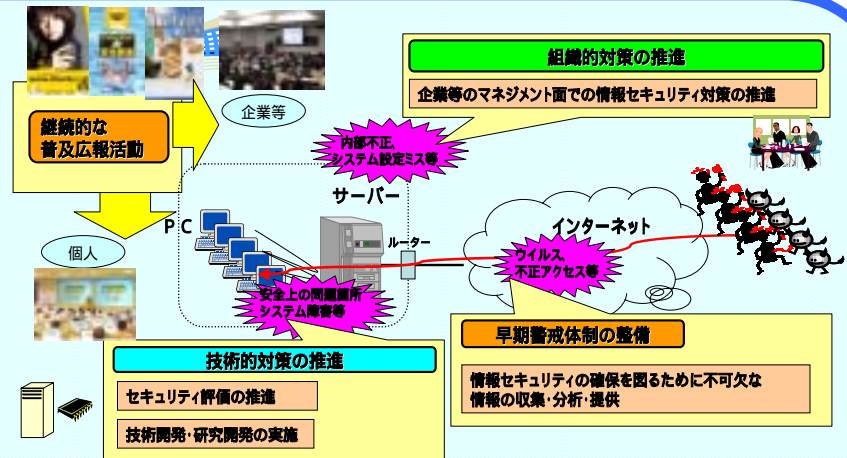 組織的対策の推進
企業等のマネジメント面での情報セキュリティ対策の推進
継続的な
普及広報活動
企業等
内部不正、
システム設定ミス等
サーバー
PC
ルーター
インターネット
個人
ウイルス、
不正アクセス等
安全上の問題箇所
システム障害等
早期警戒体制の整備
技術的対策の推進
情報セキュリティの確保を図るために不可欠な
情報の収集・分析・提供
セキュリティ評価の推進
技術開発・研究開発の実施